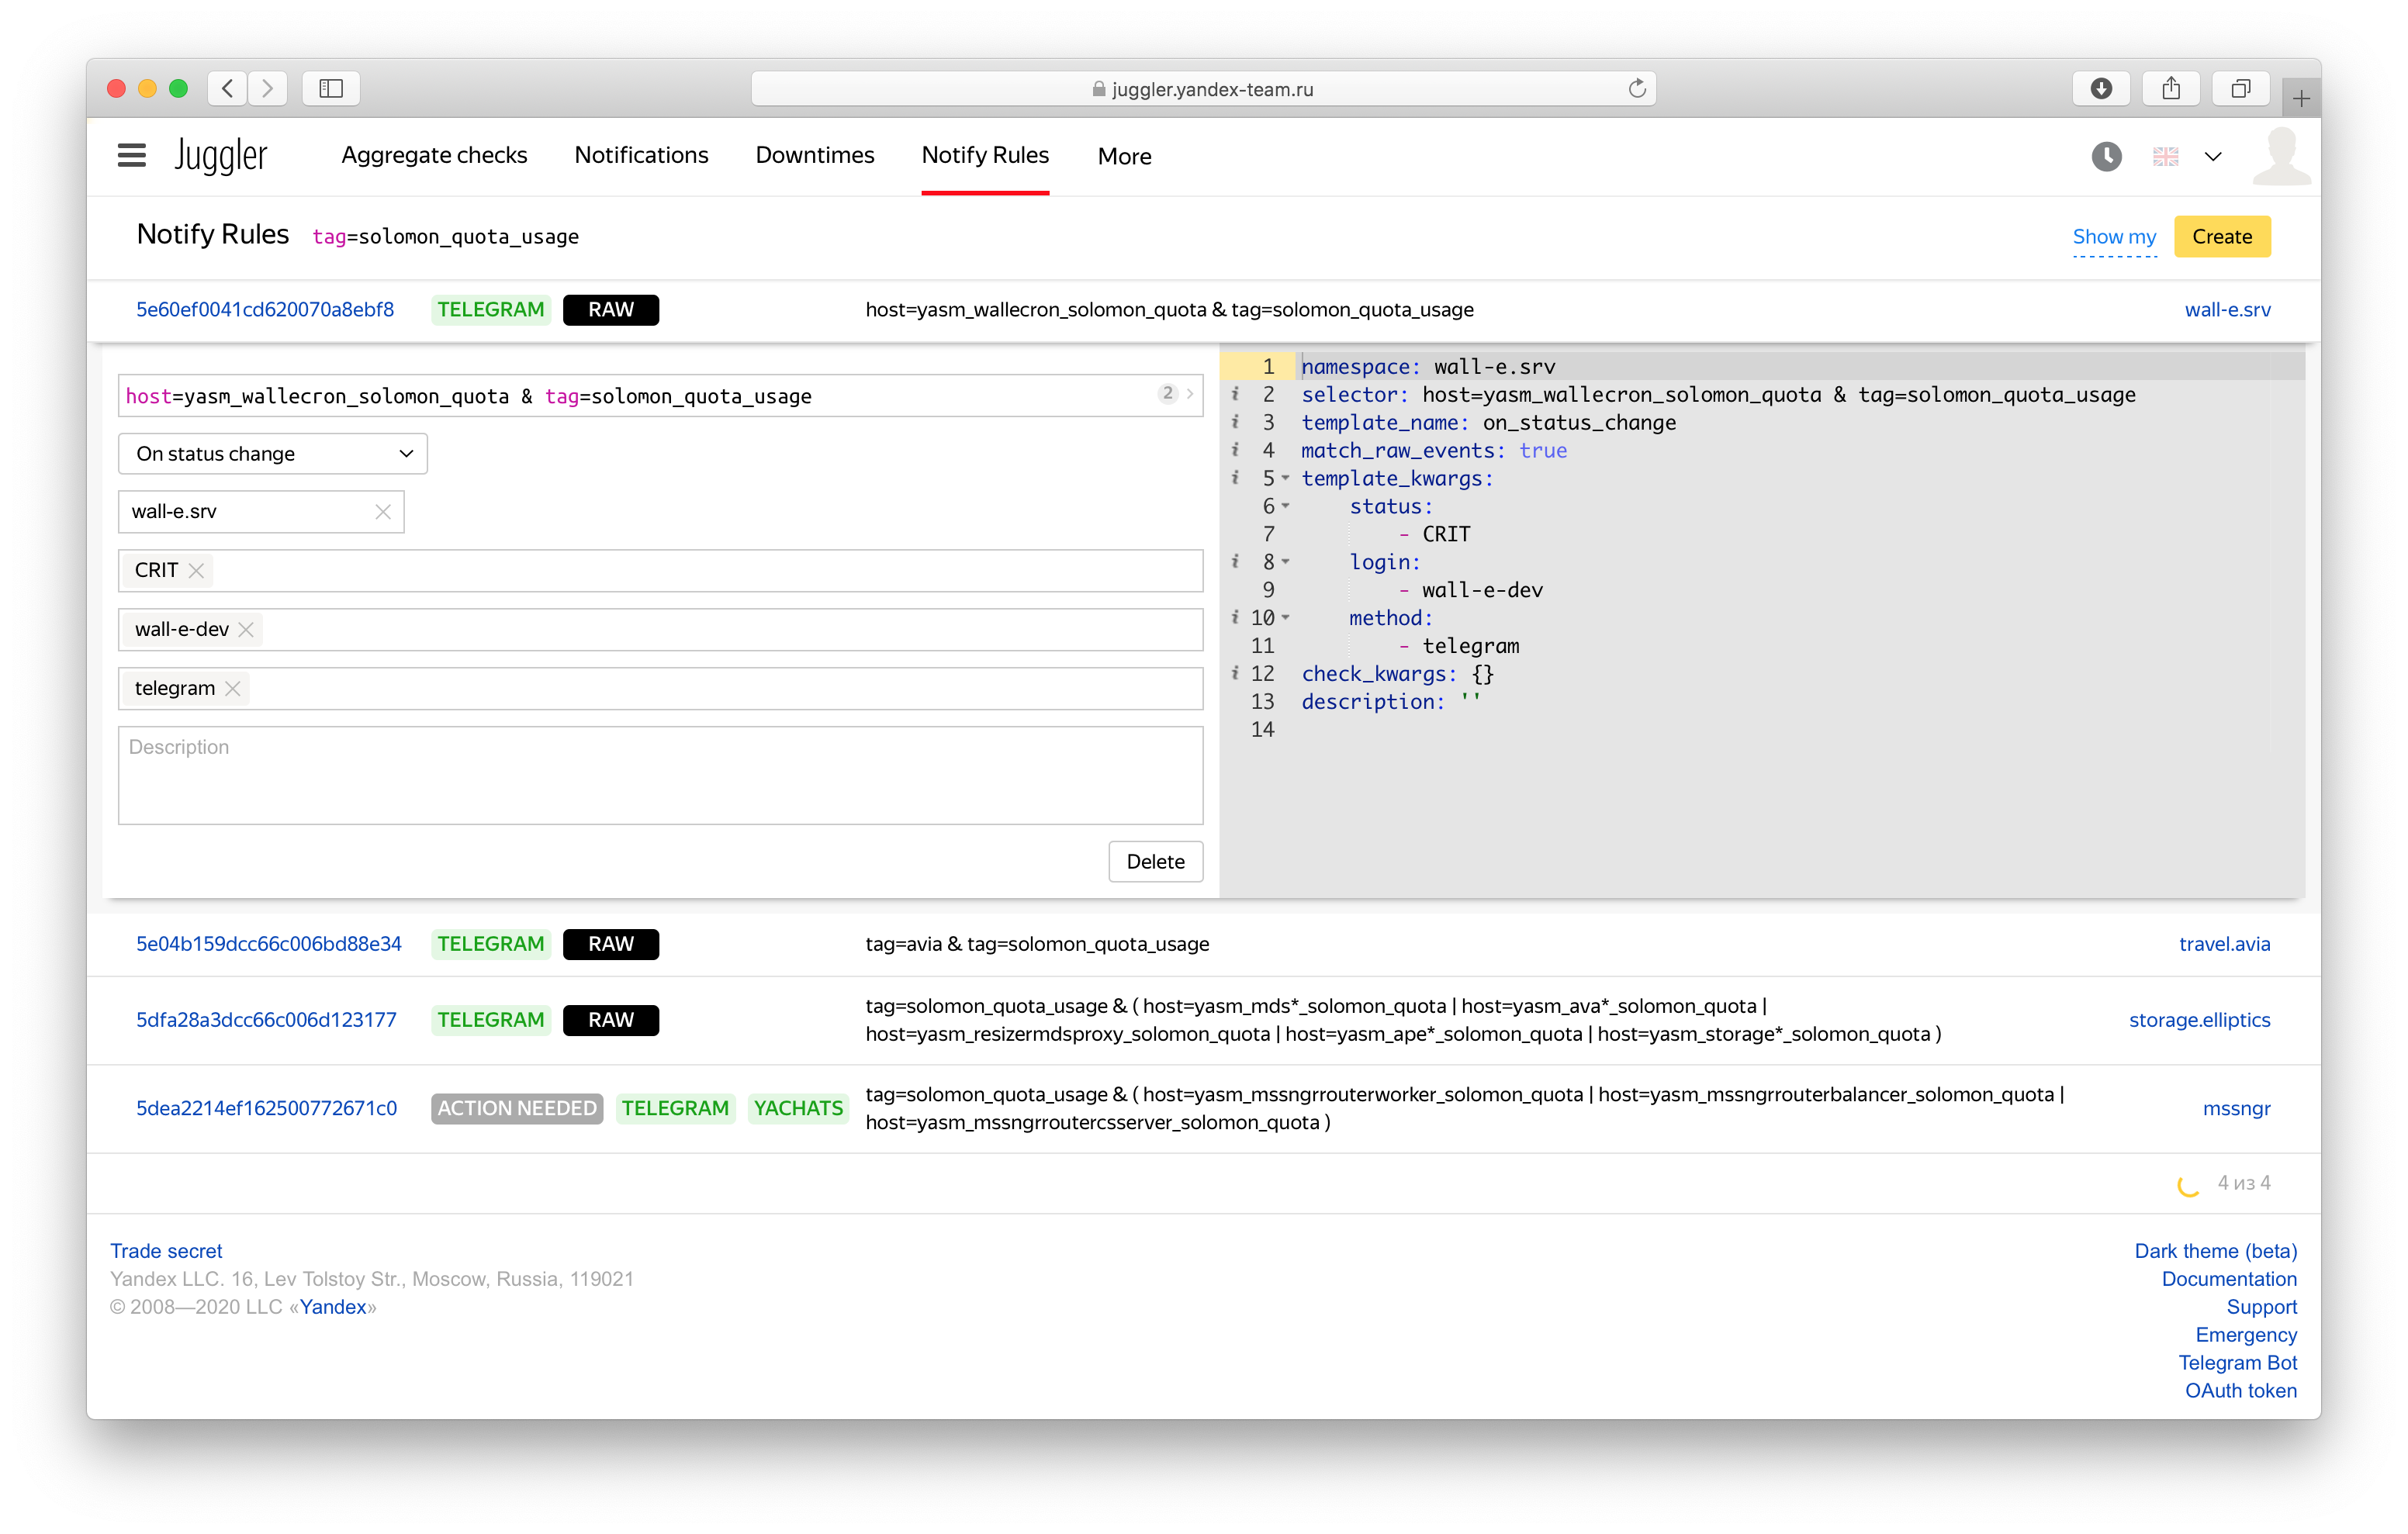 juggler.yandex-team.ru
Juggler Aggregate checks Notifications Downtimes Notify Rules More
Notify Rules tag=solomon_quota_usage Show my Create
5e60ef0041cd620070a8ebf8 TELEGRAM RAW host=yasm_wallecron_solomon_quota & tag=solomon_quota_usage wall-e.srv
host=yasm_wallecron_solomon_quota & tag=solomon_quota_usage 2
On status change
wall-e.srv
CRIT
wall-e-dev
telegram
Description
Delete
1 namespace: wall-e.srv
i 2 selector: host=yasm_wallecron_solomon_quota & tag=solomon_quota_usage
i 3 template_name: on_status_change
i 4 match_raw_events: true
i 5 template_kwargs:
6 status:
7 - CRIT
i 8 login:
9 - wall-e-dev
i 10 method:
11 - telegram
i 12 check_kwargs: {}
13 description: ''
14
5e04b159dcc66c006bd88e34 TELEGRAM RAW tag=avia & tag=solomon_quota_usage travel.avia
5dfa28a3dcc66c006d123177 TELEGRAM RAW tag=solomon_quota_usage & ( host=yasm_mds*_solomon_quota | host=yasm_ava*_solomon_quota |
host=yasm_resizermdsproxy_solomon_quota | host=yasm_ape*_solomon_quota | host=yasm_storage*_solomon_quota ) storage.elliptics
5dea2214ef162500772671c0 ACTION NEEDED TELEGRAM YACHATS tag=solomon_quota_usage & ( host=yasm_mssngrrouterworker_solomon_quota | host=yasm_mssngrrouterbalancer_solomon_quota |
host=yasm_mssngrroutercsserver_solomon_quota ) mssngr
4 из 4
Trade secret
Yandex LLC. 16, Lev Tolstoy Str., Moscow, Russia, 119021
© 2008—2020 LLC «Yandex»
Dark theme (beta)
Documentation
Support
Emergency
Telegram Bot
OAuth token